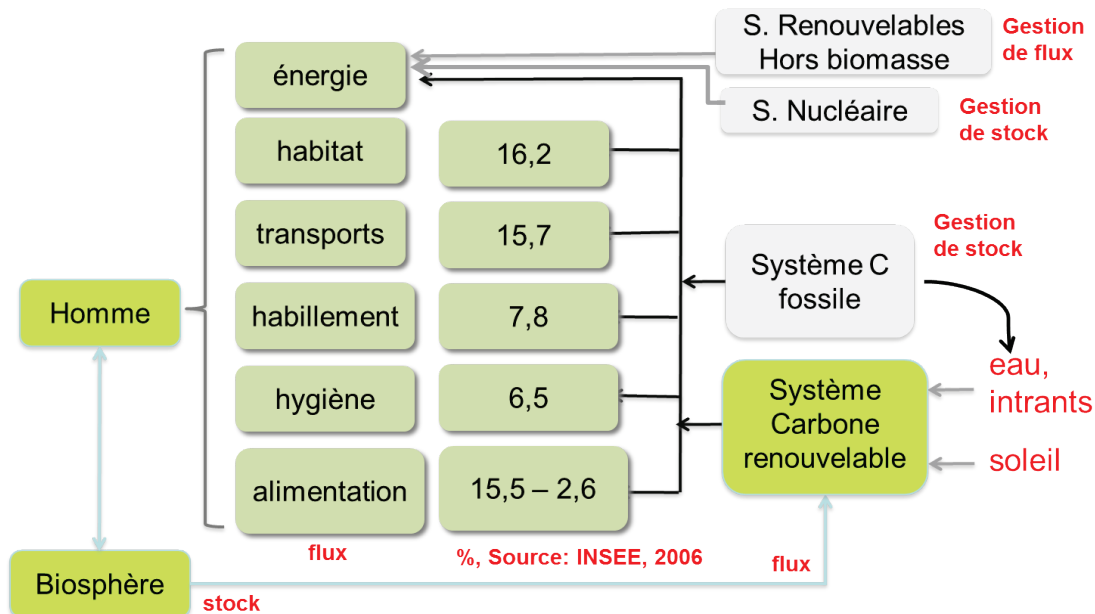 S. Renouvelables
Hors biomasse
Gestion
de flux
énergie
S. Nucléaire
Gestion
de stock
habitat
16,2
transports
15,7
Gestion
de stock
Système C
fossile
Homme
habillement
7,8
eau,
intrants
hygiène
6,5
Système
Carbone
renouvelable
soleil
alimentation
15,5 – 2,6
flux
%, Source: INSEE, 2006
flux
Biosphère
stock